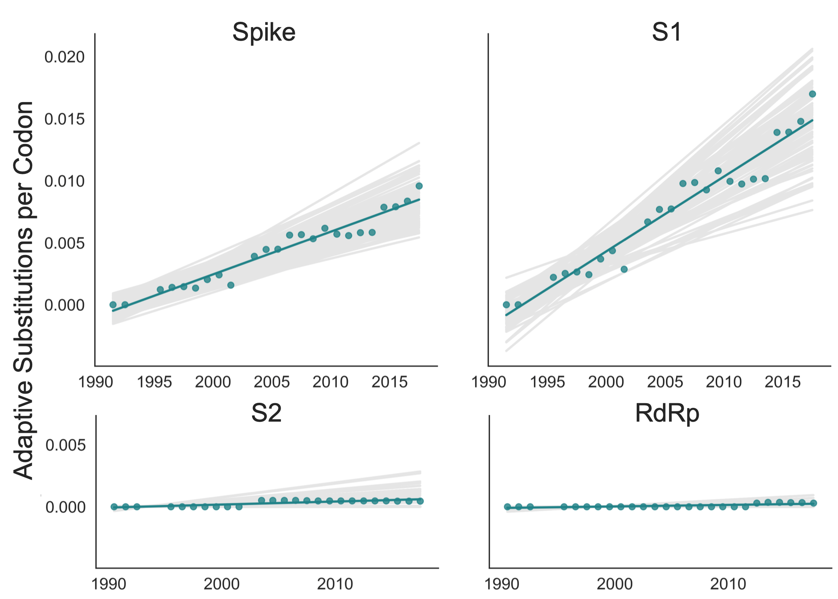 Spike
S1
Adaptive Substitutions per Codon
0.020
0.015
0.010
0.005
0.000
1990 1995 2000 2005 2010 2015
1990 1995 2000 2005 2010 2015
S2
RdRp
0.005
0.000
1990 2000 2010
1990 2000 2010